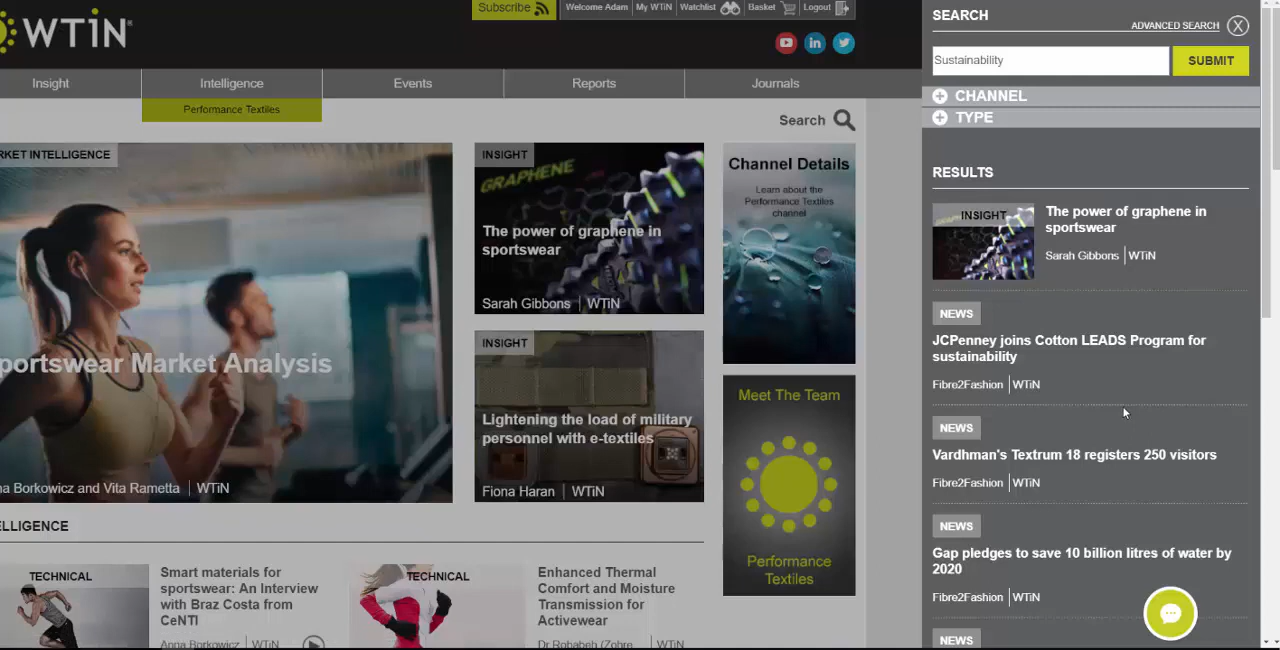 Subscribe
Welcome Adam
My WTiN
Watchlist
Basket
Logout
WTiN
Insight
Intelligence
Events
Reports
Journals
Performance Textiles
Search
RKET INTELLIGENCE
portswear Market Analysis
na Borkowicz and Vita Rametta | WTiN
INSIGHT
GRAPHENE
The power of graphene in
sportswear
Sarah Gibbons | WTiN
INSIGHT
Lightening the load of military
personnel with e-textiles
Fiona Haran | WTiN
Channel Details
Learn about the
Performance Textiles
channel
Meet The Team
Performance
Textiles
ELLIGENCE
TECHNICAL
Smart materials for
sportswear: An Interview
with Braz Costa from
CeNTI
Anna Borkowicz | WTiN
TECHNICAL
Enhanced Thermal
Comfort and Moisture
Transmission for
Activewear
Dr Robabeh (Zohre | WTiN
SEARCH
ADVANCED SEARCH
X
Sustainability
SUBMIT
CHANNEL
TYPE
RESULTS
INSIGHT
The power of graphene in
sportswear
Sarah Gibbons | WTiN
NEWS
JCPenney joins Cotton LEADS Program for
sustainability
Fibre2Fashion | WTiN
NEWS
Vardhman's Textrum 18 registers 250 visitors
Fibre2Fashion | WTiN
NEWS
Gap pledges to save 10 billion litres of water by
2020
Fibre2Fashion | WTiN
NEWS